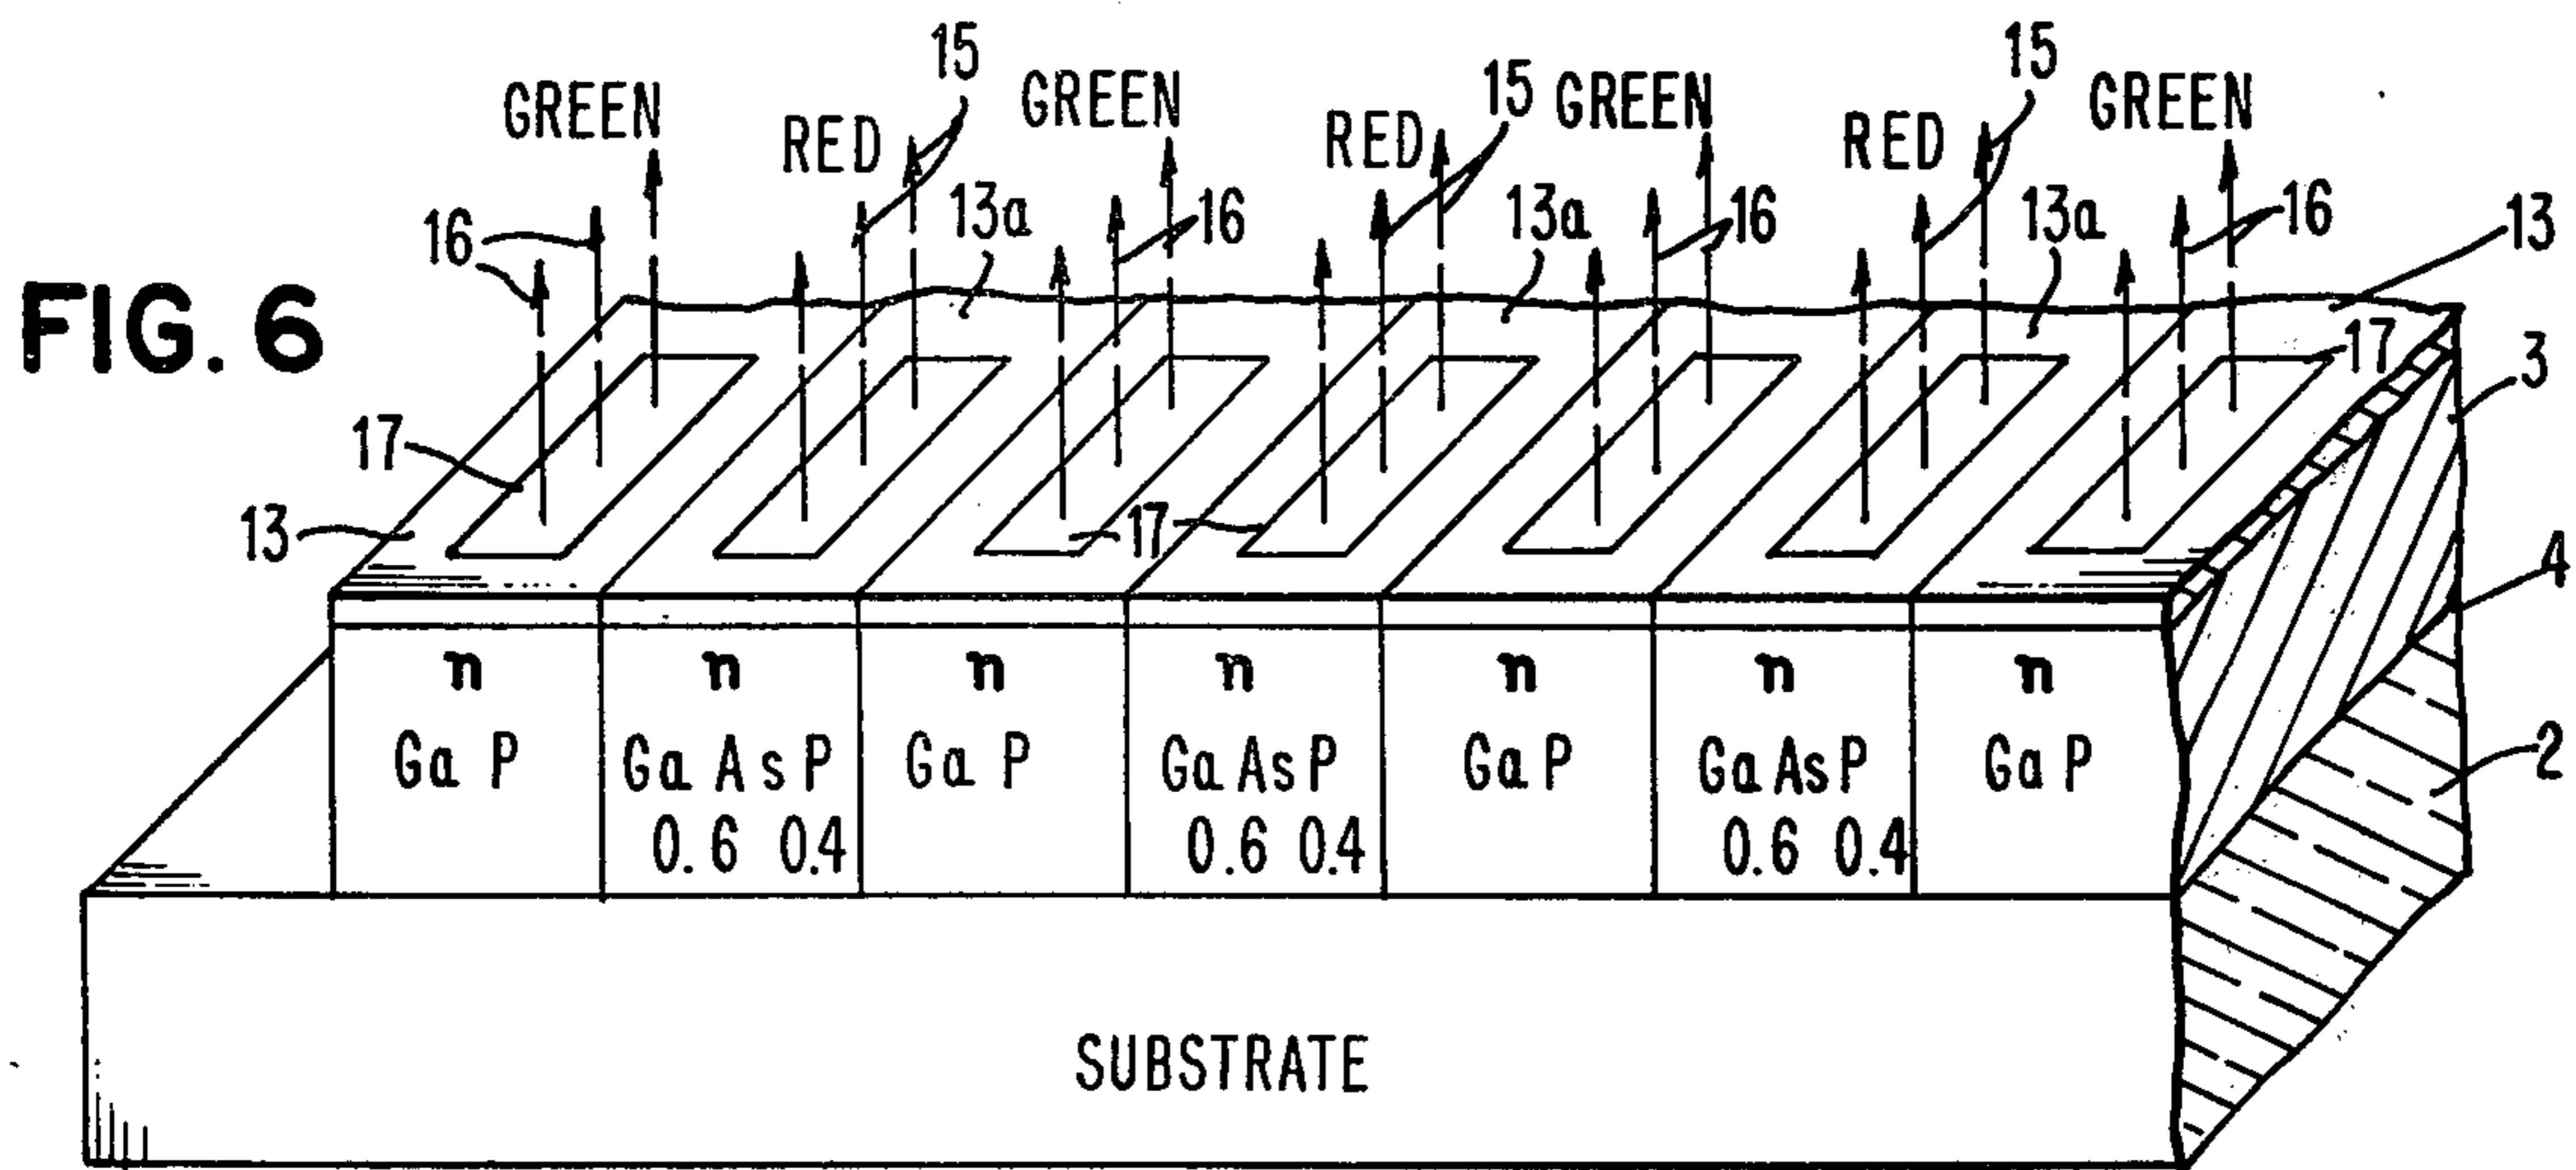 FIG. 6
15 15 15
GREEN RED GREEN RED GREEN RED GREEN
16 13a 16 13a 16 13a 16 13
17 17 3
13 17 4
n n n n n n n
Ga P Ga As P Ga P Ga As P Ga P Ga As P Ga P 2
0.6 0.4 0.6 0.4 0.6 0.4
SUBSTRATE